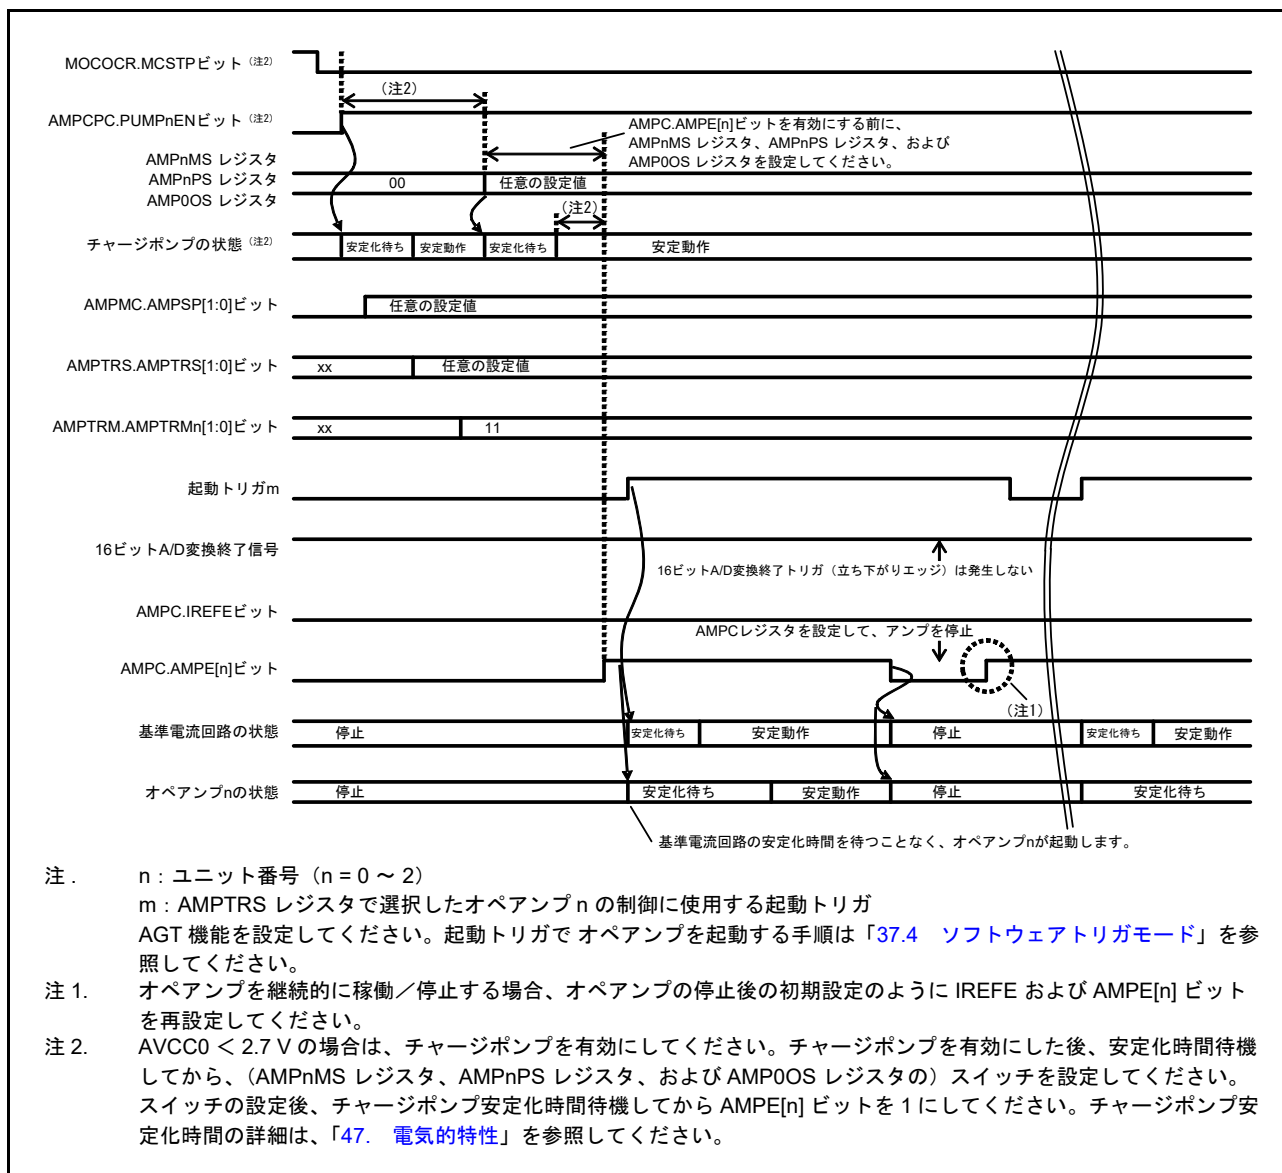 MOCOCR.MCSTPビット（注2）
（注2）
AMPCPC.PUMPnENビット（注2）
AMPC.AMPE[n]ビットを有効にする前に、
AMPnMS レジスタ、AMPnPS レジスタ、および
AMP0OS レジスタを設定してください。
AMPnMS レジスタ
AMPnPS レジスタ
AMP0OS レジスタ
00
任意の設定値
（注2）
チャージポンプの状態（注2）
安定化待ち
安定動作
安定化待ち
安定動作
AMPMC.AMPSP[1:0]ビット
任意の設定値
AMPTRS.AMPTRS[1:0]ビット
xx
任意の設定値
AMPTRM.AMPTRMn[1:0]ビット
xx
11
起動トリガm
16ビットA/D変換終了信号
16ビットA/D変換終了トリガ（立ち下がりエッジ）は発生しない
AMPC.IREFEビット
AMPCレジスタを設定して、アンプを停止
AMPC.AMPE[n]ビット
（注1）
基準電流回路の状態
停止
安定化待ち
安定動作
停止
安定化待ち
安定動作
オペアンプnの状態
停止
安定化待ち
安定動作
停止
安定化待ち
基準電流回路の安定化時間を待つことなく、オペアンプnが起動します。
注 . n：ユニット番号（n = 0 ～ 2）
m：AMPTRS レジスタで選択したオペアンプ n の制御に使用する起動トリガ
AGT 機能を設定してください。起動トリガで オペアンプを起動する手順は「37.4 ソフトウェアトリガモード」を参
照してください。
注 1. オペアンプを継続的に稼働／停止する場合、オペアンプの停止後の初期設定のように IREFE および AMPE[n] ビット
を再設定してください。
注 2. AVCC0 ＜ 2.7 V の場合は、チャージポンプを有効にしてください。チャージポンプを有効にした後、安定化時間待機
してから、（AMPnMS レジスタ、AMPnPS レジスタ、および AMP0OS レジスタの）スイッチを設定してください。
スイッチの設定後、チャージポンプ安定化時間待機してから AMPE[n] ビットを 1 にしてください。チャージポンプ安
定化時間の詳細は、「47. 電気的特性」を参照してください。